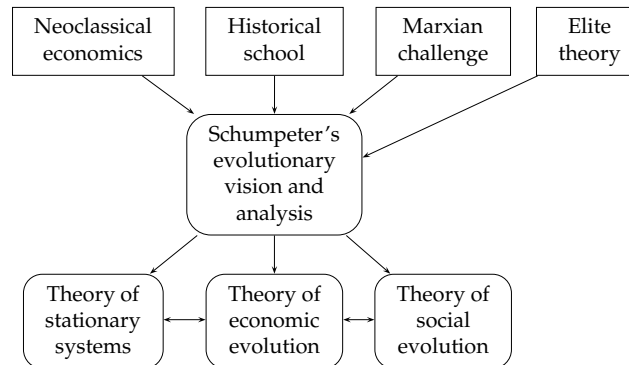 Neoclassical
economics
Historical
school
Marxian
challenge
Elite
theory
Schumpeter’s
evolutionary
vision and
analysis
Theory of
stationary
systems
Theory of
economic
evolution
Theory of
social
evolution